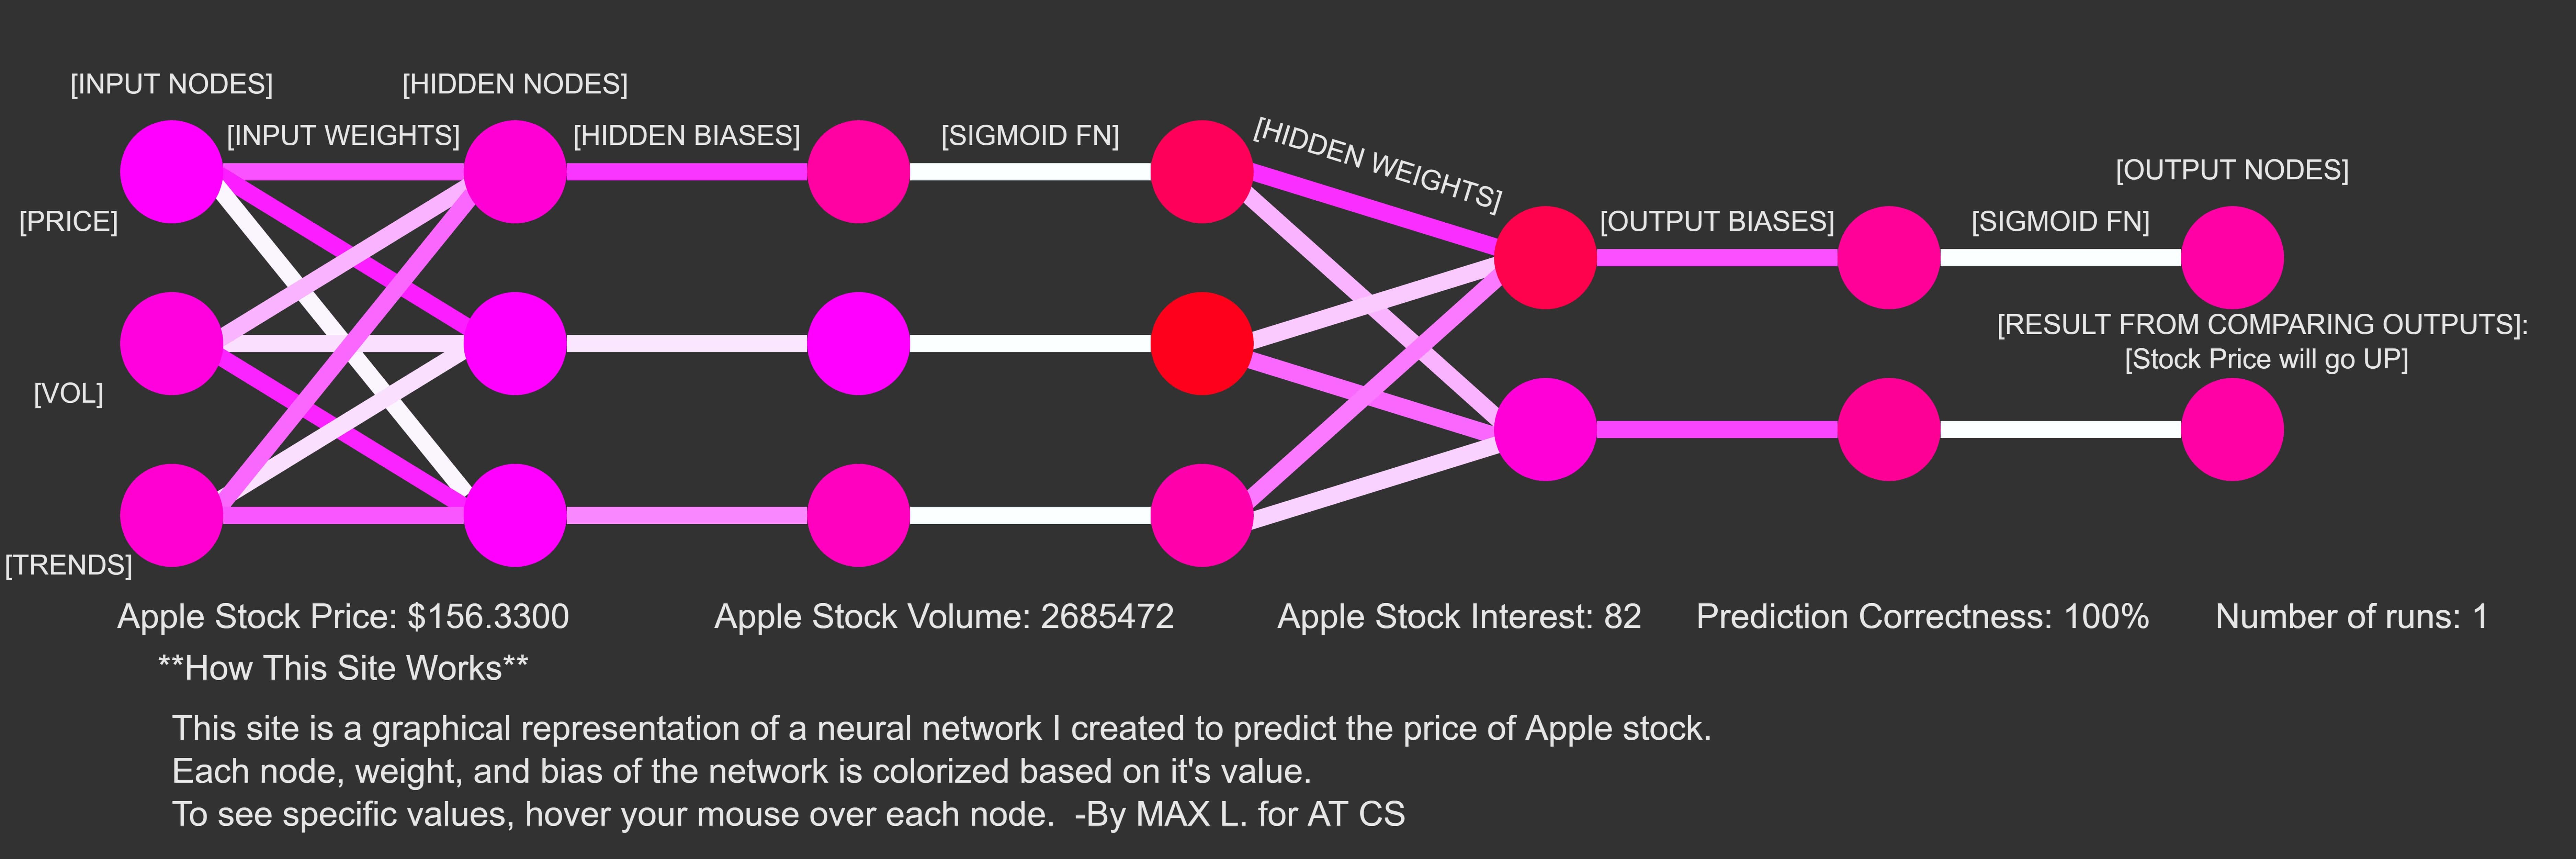 [INPUT NODES]
[HIDDEN NODES]
[INPUT WEIGHTS]
[HIDDEN BIASES]
[SIGMOID FN]
[HIDDEN WEIGHTS]
[OUTPUT NODES]
[PRICE]
[OUTPUT BIASES]
[SIGMOID FN]
[RESULT FROM COMPARING OUTPUTS]:
[Stock Price will go UP]
[VOL]
[TRENDS]
Apple Stock Price: $156.3300
Apple Stock Volume: 2685472
Apple Stock Interest: 82
Prediction Correctness: 100%
Number of runs: 1
**How This Site Works**
This site is a graphical representation of a neural network I created to predict the price of Apple stock.
Each node, weight, and bias of the network is colorized based on it's value.
To see specific values, hover your mouse over each node.  -By MAX L. for AT CS